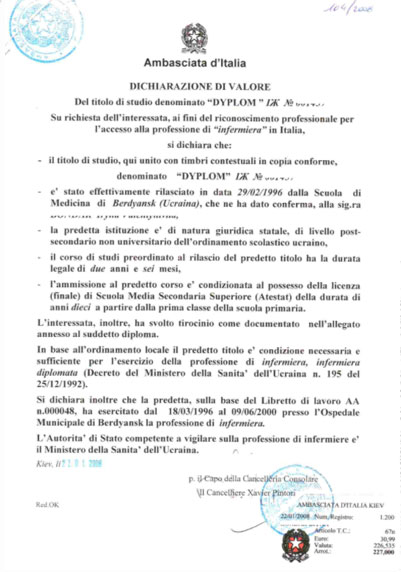 104/2008
Ambasciata d'Italia
DICHIARAZIONE DI VALORE
Del titolo di studio denominato "DYPLOM" ДК №
Su richiesta dell'interessata, ai fini del riconoscimento professionale per
l'accesso alla professione di "infermiera" in Italia,
si dichiara che:
- il titolo di studio, qui unito con timbri contestuali in copia conforme,
denominato "DYPLOM" ДК №
- e' stato effettivamente rilasciato in data 29/02/1996 dalla Scuola di
Medicina di Berdyansk (Ucraina), che ne ha dato conferma, alla sig.ra
- la predetta istituzione e' di natura giuridica statale, di livello post-
secondario non universitario dell'ordinamento scolastico ucraino,
- il corso di studi preordinato al rilascio del predetto titolo ha la durata
legale di due anni e sei mesi,
- l'ammissione al predetto corso e' condizionata al possesso della licenza
(finale) di Scuola Media Secondaria Superiore (Atestat) della durata di
anni dieci a partire dalla prima classe della scuola primaria.
L'interessata, inoltre, ha svolto tirocinio come documentato nell'allegato
annesso al suddetto diploma.
In base all'ordinamento locale il predetto titolo e' condizione necessaria e
sufficiente per l'esercizio della professione di infermiera, infermiera
diplomata (Decreto del Ministero della Sanita' dell'Ucraina n. 195 del
25/12/1992).
Si dichiara inoltre che la predetta, sulla base del Libretto di lavoro AA
n.000048, ha esercitato dal 18/03/1996 al 09/06/2000 presso l'Ospedale
Municipale di Berdyansk la professione di infermiera.
L'Autorita' di Stato competente a vigilare sulla professione di infermiere e'
il Ministero della Sanita' dell'Ucraina.
Kiev, li 2008
p. il Capo della Cancelleria Consolare
Il Cancelliere Xavier Pintori
Red.OK
AMBASCIATA D'ITALIA KIEV
22/01/2008 Num.Registro: 1.200
Articolo T.C.: 67a
Euro: 30,99
Valuta: 226,535
Arrot.: 227,000